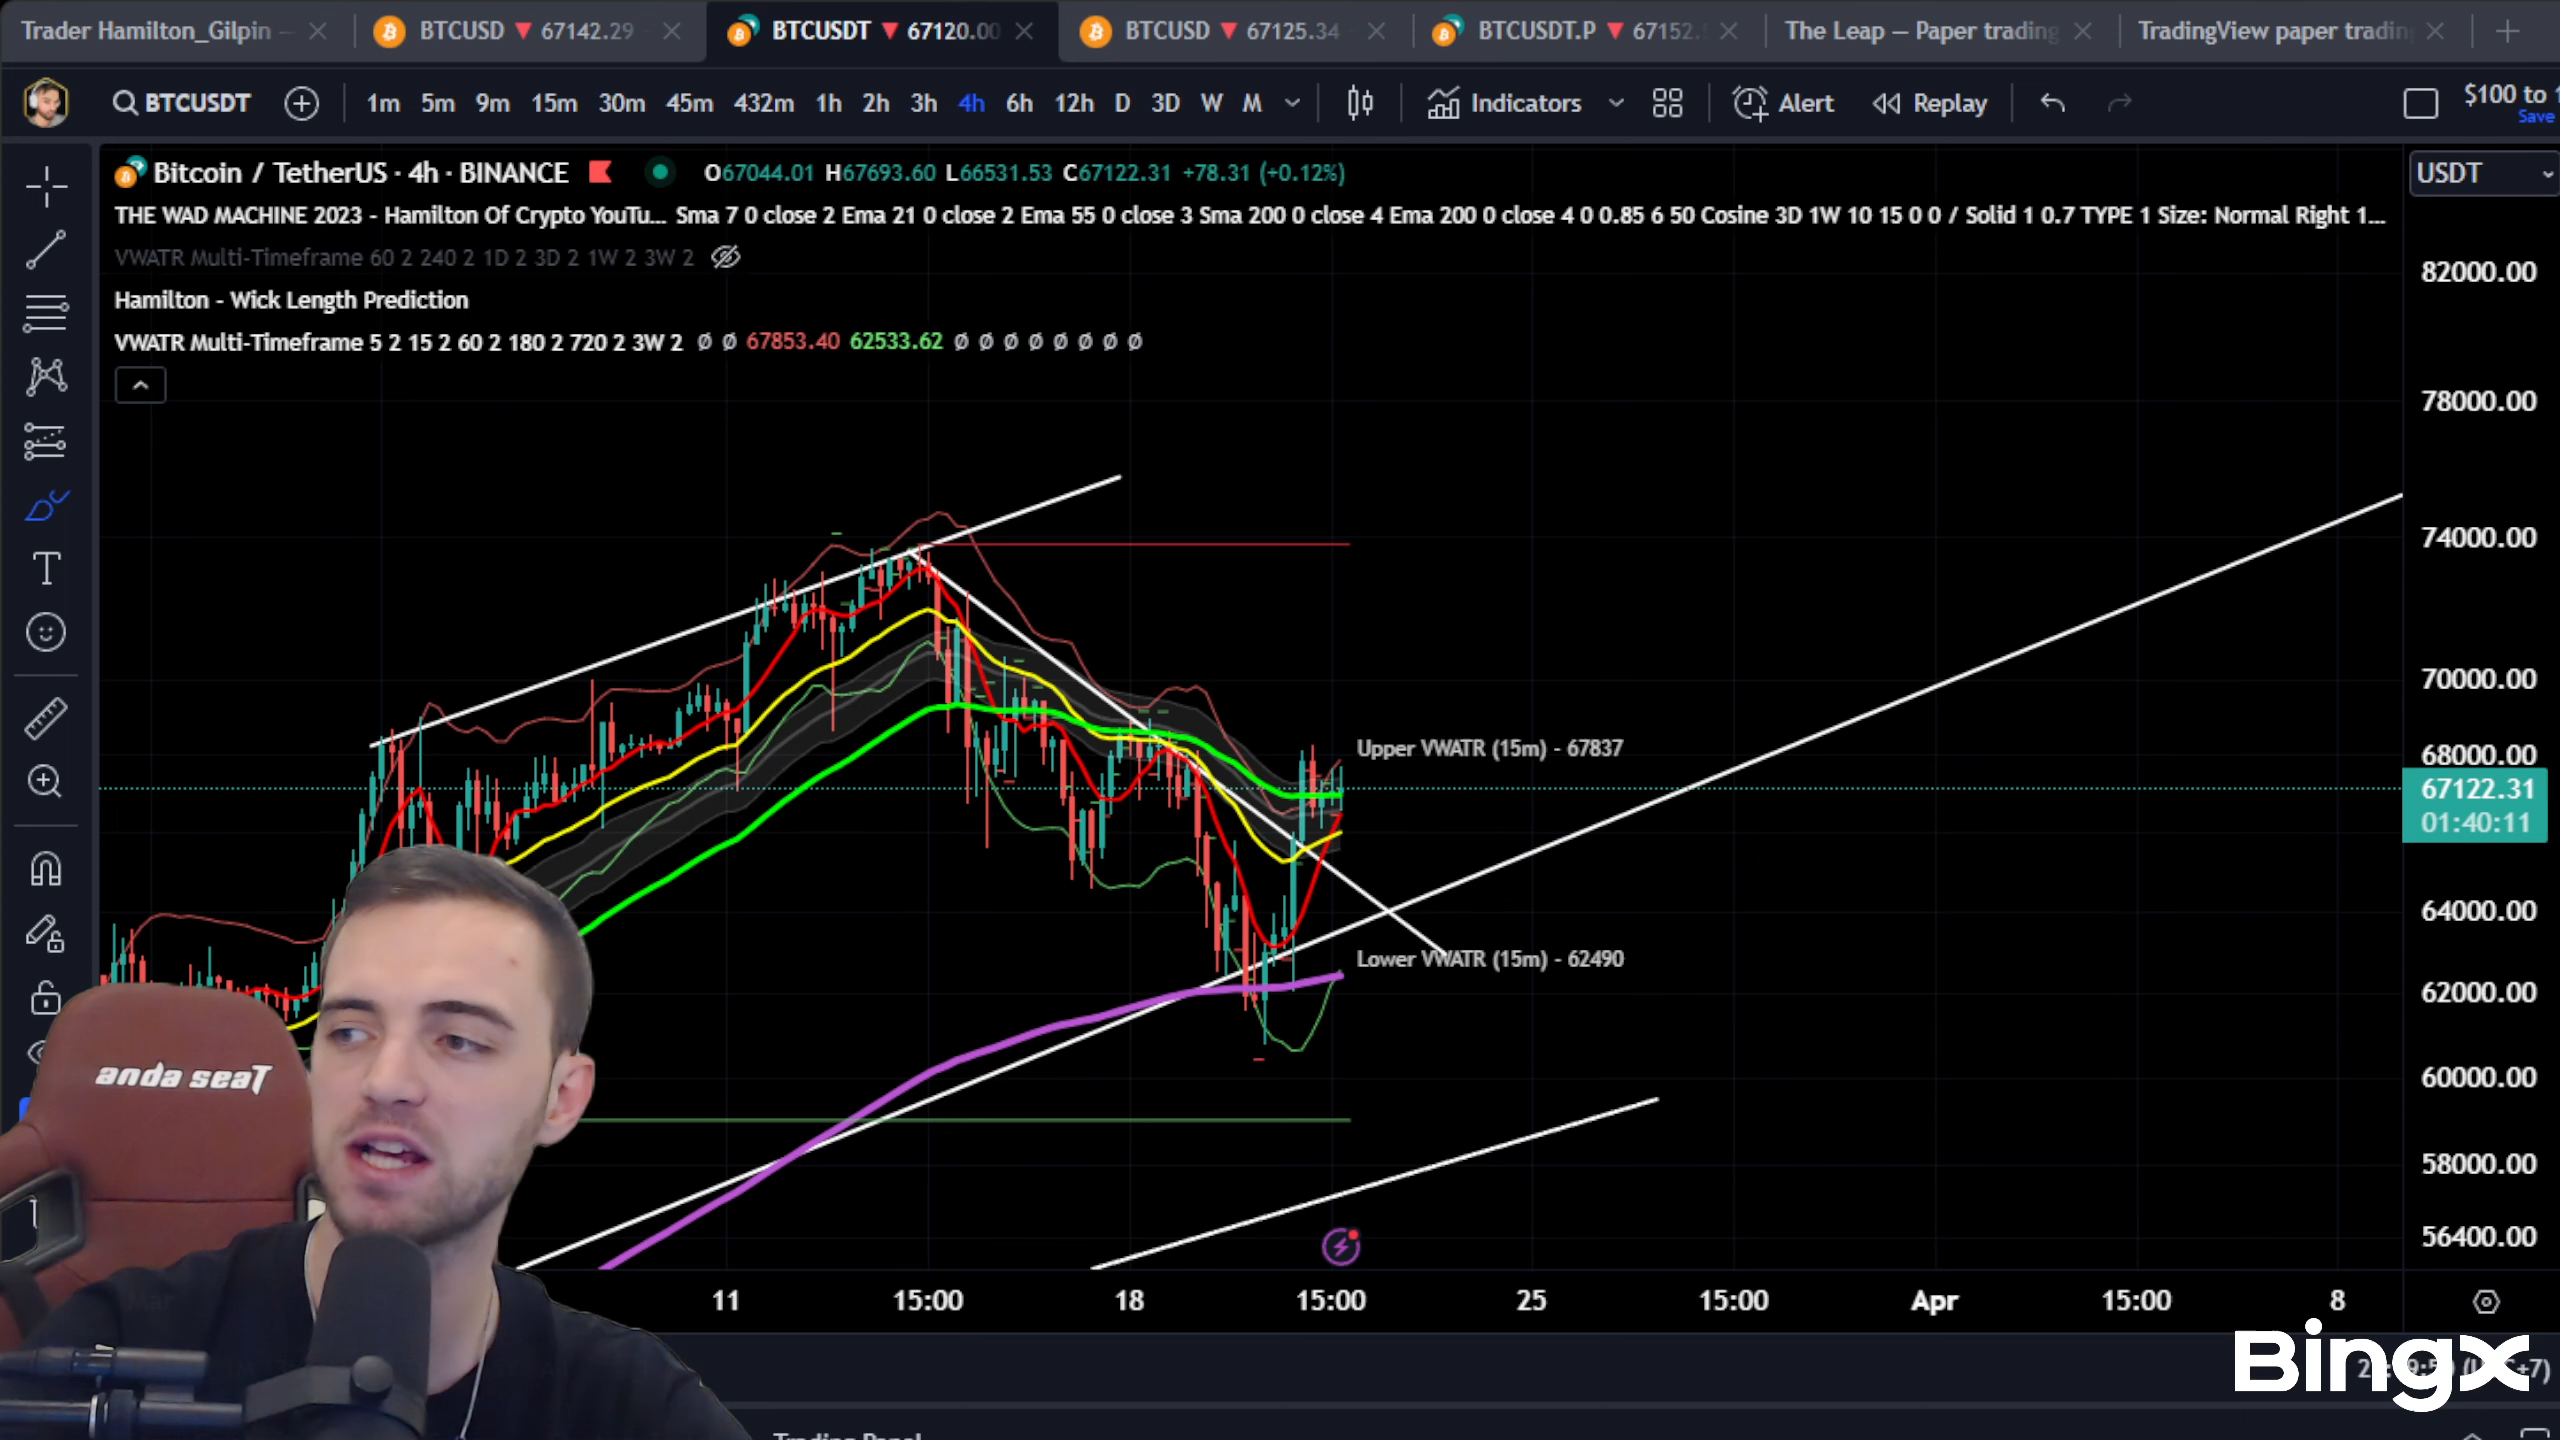 Trader Hamilton_Gilpin –
BTCUSD ▼ 67142.29
BTCUSDT ▼ 67120.00
BTCUSD ▼ 67125.34
BTCUSDT.P ▼ 67152.
The Leap – Paper trading
TradingView paper tradin
BTCUSDT
1m 5m 9m 15m 30m 45m 432m 1h 2h 3h 4h 6h 12h D 3D W M
Indicators
Alert
Replay
$100 to 1
Save
Bitcoin / TetherUS · 4h · BINANCE
O67044.01 H67693.60 L66531.53 C67122.31 +78.31 (+0.12%)
USDT
THE WAD MACHINE 2023 - Hamilton Of Crypto YouTu... Sma 7 0 close 2 Ema 21 0 close 2 Ema 55 0 close 3 Sma 200 0 close 4 Ema 200 0 close 4 0 0.85 6 50 Cosine 3D 1W 10 15 0 0 / Solid 1 0.7 TYPE 1 Size: Normal Right 1...
VWATR Multi-Timeframe 60 2 240 2 1D 2 3D 2 1W 2 3W 2
Hamilton - Wick Length Prediction
VWATR Multi-Timeframe 5 2 15 2 60 2 180 2 720 2 3W 2 ø ø 67853.40 62533.62 ø ø ø ø ø ø ø ø
82000.00
78000.00
74000.00
70000.00
Upper VWATR (15m) - 67837
68000.00
67122.31
01:40:11
64000.00
Lower VWATR (15m) - 62490
62000.00
60000.00
58000.00
56400.00
anda seaT
11 15:00 18 15:00 25 15:00 Apr 15:00 8
BingX
+7)
Trading Panel